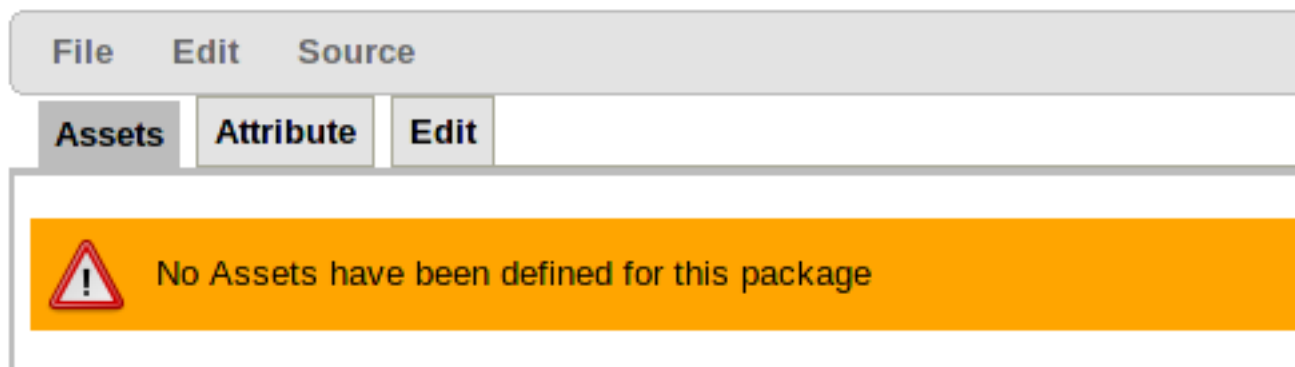 File Edit Source
Assets Attribute Edit
! No Assets have been defined for this package